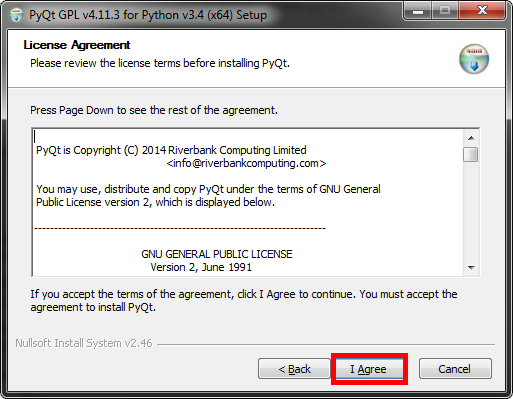 PyQt GPL v4.11.3 for Python v3.4 (x64) Setup
License Agreement
Please review the license terms before installing PyQt.
Press Page Down to see the rest of the agreement.
PyQt is Copyright (C) 2014 Riverbank Computing Limited
<info@riverbankcomputing.com>
You may use, distribute and copy PyQt under the terms of GNU General
Public License version 2, which is displayed below.
-------------------------------------------------------------------------
GNU GENERAL PUBLIC LICENSE
Version 2, June 1991
If you accept the terms of the agreement, click I Agree to continue. You must accept the
agreement to install PyQt.
Nullsoft Install System v2.46
< Back
I Agree
Cancel